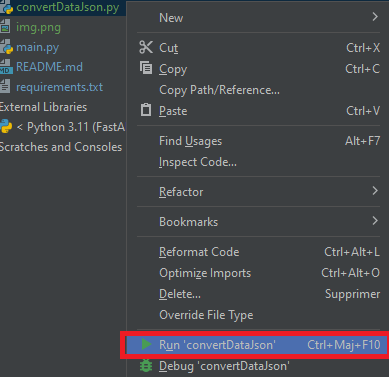 convertDataJson.py
img.png
main.py
README.md
requirements.txt
External Libraries
< Python 3.11 (FastA
Scratches and Consoles
New
Cut Ctrl+X
Copy Ctrl+C
Copy Path/Reference...
Paste Ctrl+V
Find Usages Alt+F7
Inspect Code...
Refactor
Bookmarks
Reformat Code Ctrl+Alt+L
Optimize Imports Ctrl+Alt+O
Delete... Supprimer
Override File Type
Run 'convertDataJson' Ctrl+Maj+F10
Debug 'convertDataJson'